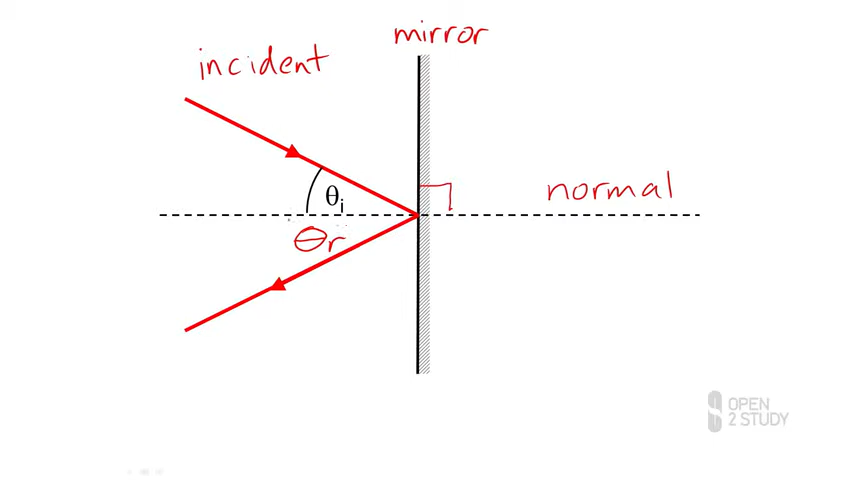 mirror
incident
normal
θi
θr
OPEN
2 STUDY